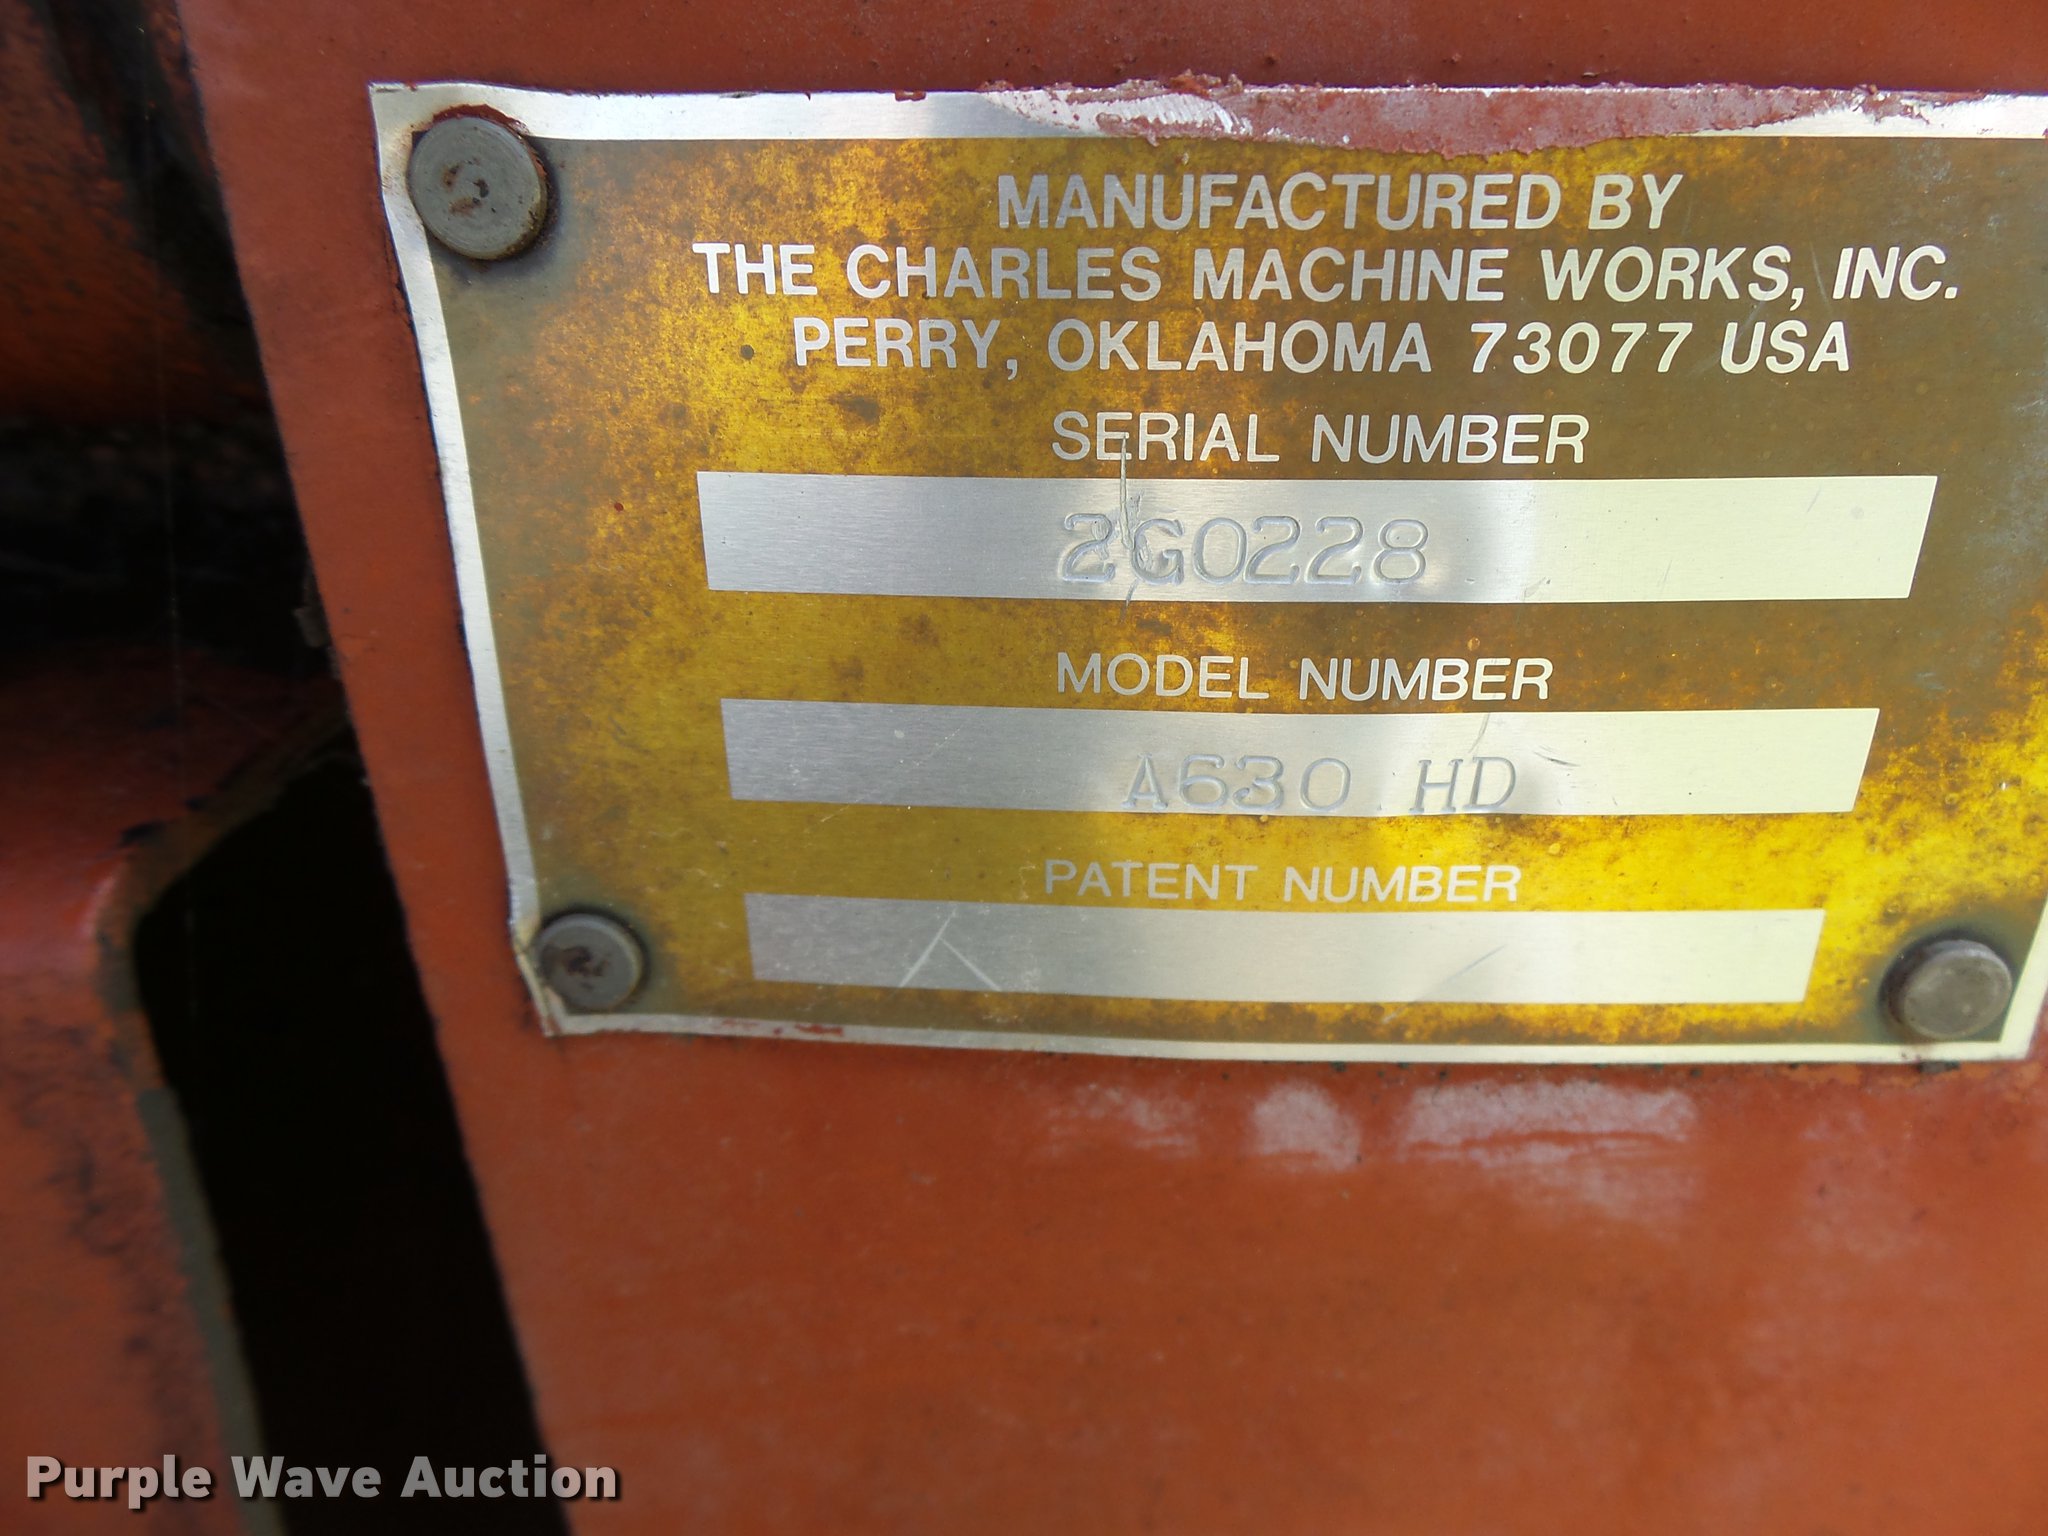 MANUFACTURED BY
THE CHARLES MACHINE WORKS, INC.
PERRY, OKLAHOMA 73077 USA
SERIAL NUMBER
2G0228
MODEL NUMBER
A630 HD
PATENT NUMBER
Purple Wave Auction